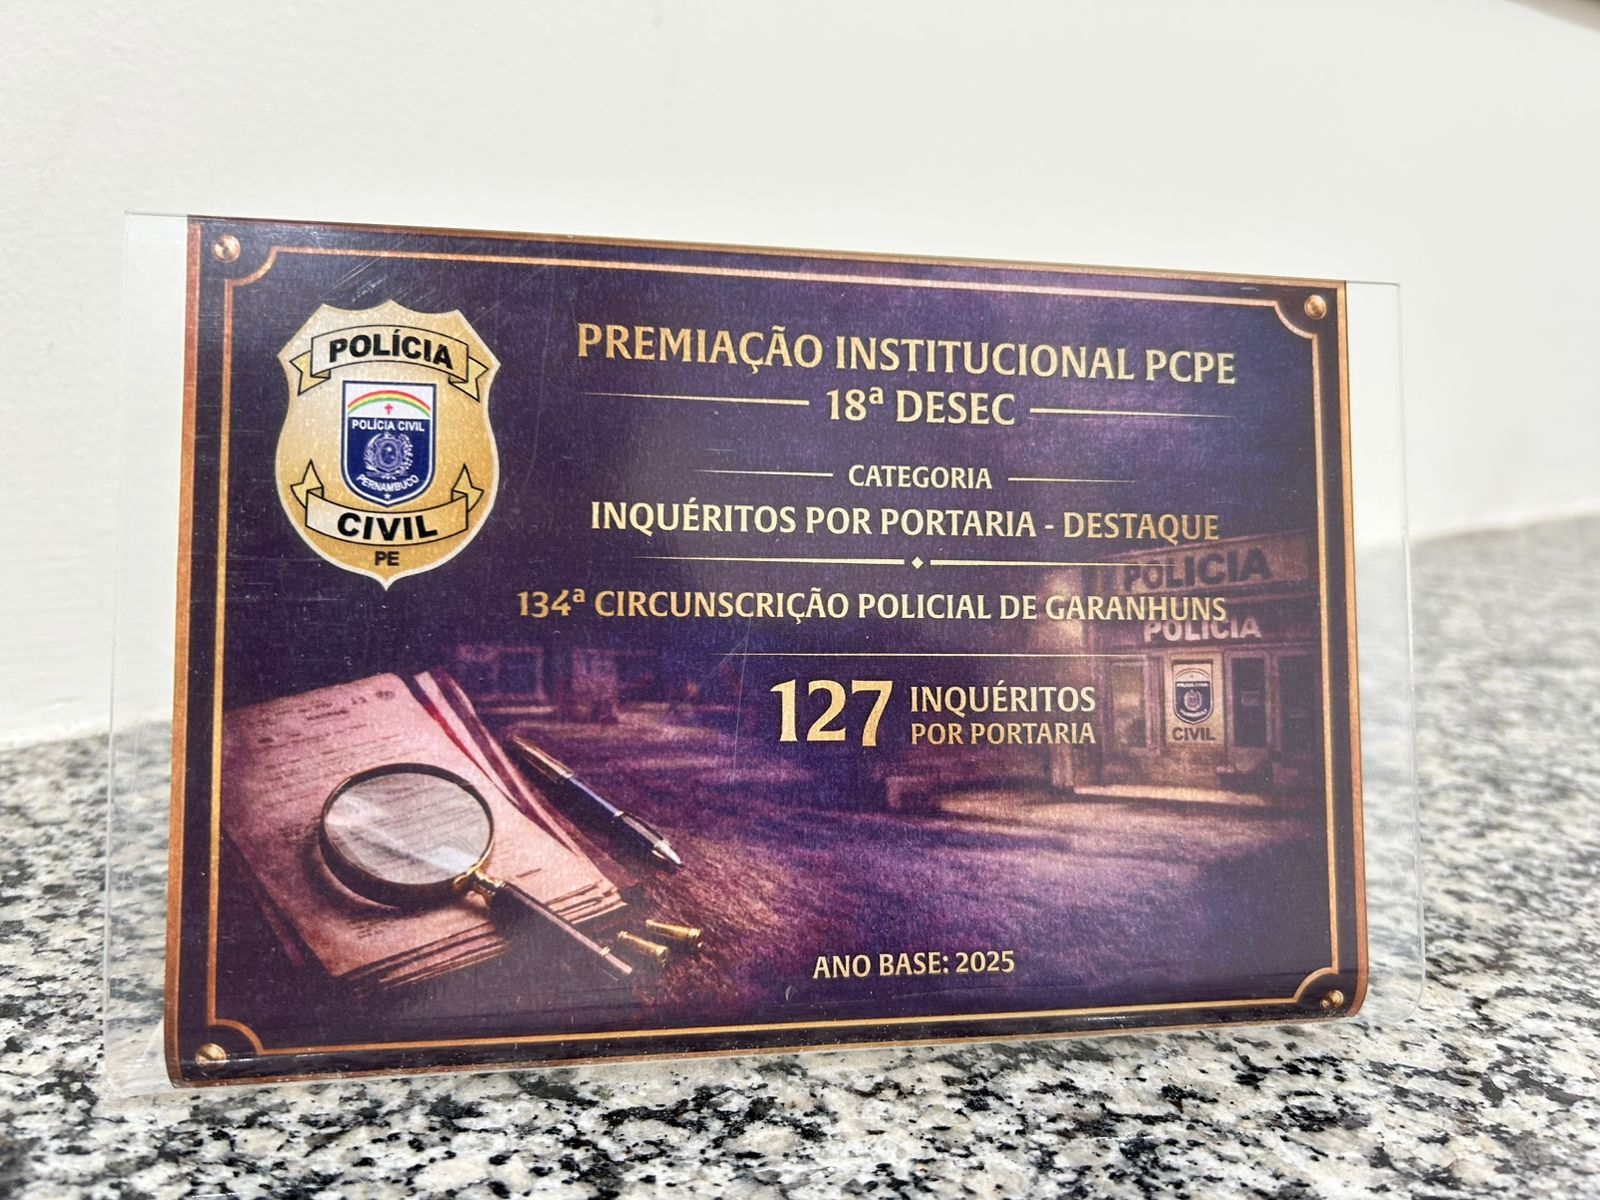 POLÍCIA
POLÍCIA CIVIL
PERNAMBUCO
CIVIL
PE
PREMIAÇÃO INSTITUCIONAL PCPE
18ª DESEC
CATEGORIA
INQUÉRITOS POR PORTARIA - DESTAQUE
134ª CIRCUNSCRIÇÃO POLICIAL DE GARANHUNS
127 INQUÉRITOS
POR PORTARIA
POLÍCIA
POLÍCIA
CIVIL
ANO BASE: 2025